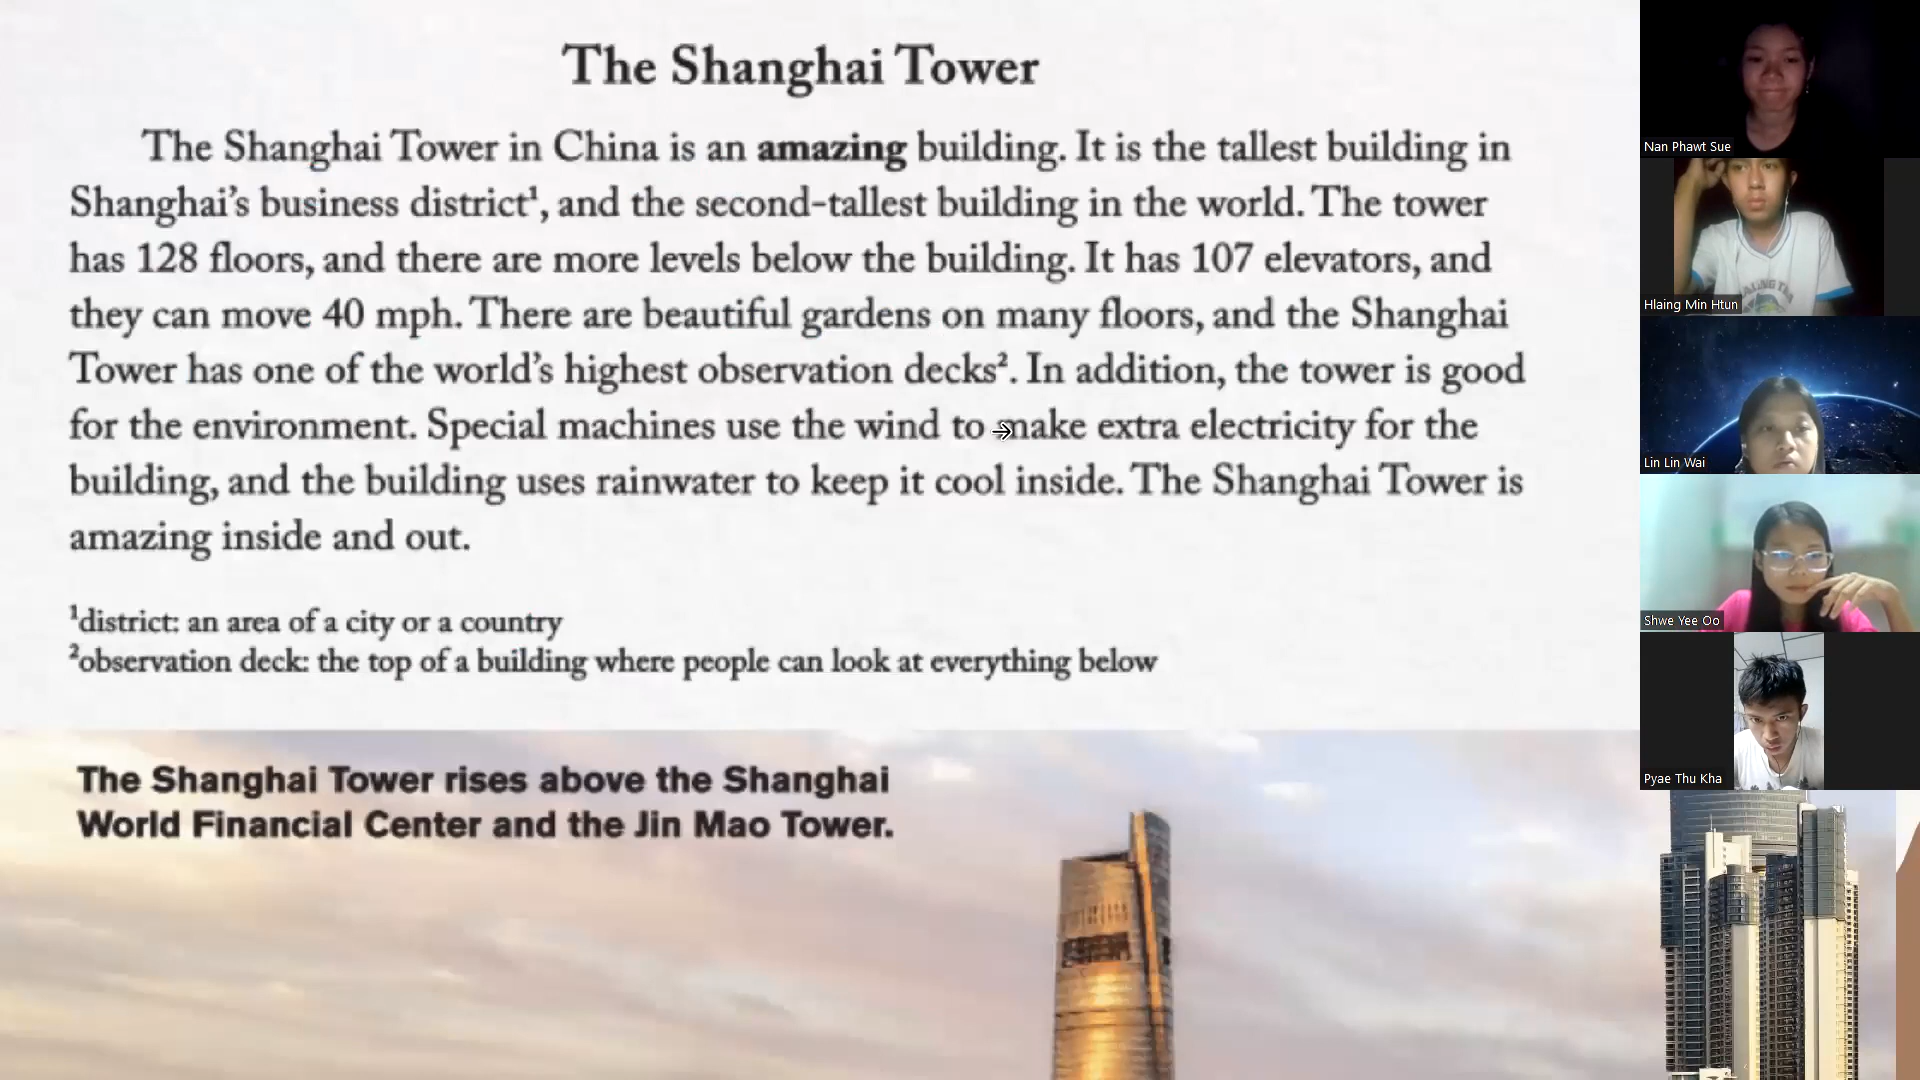 The Shanghai Tower
The Shanghai Tower in China is an amazing building. It is the tallest building in
Shanghai’s business district¹, and the second-tallest building in the world. The tower
has 128 floors, and there are more levels below the building. It has 107 elevators, and
they can move 40 mph. There are beautiful gardens on many floors, and the Shanghai
Tower has one of the world’s highest observation decks². In addition, the tower is good
for the environment. Special machines use the wind to make extra electricity for the
building, and the building uses rainwater to keep it cool inside. The Shanghai Tower is
amazing inside and out.
¹district: an area of a city or a country
²observation deck: the top of a building where people can look at everything below
The Shanghai Tower rises above the Shanghai
World Financial Center and the Jin Mao Tower.
Nan Phawt Sue
Hlaing Min Htun
Lin Lin Wai
Shwe Yee Oo
Pyae Thu Kha